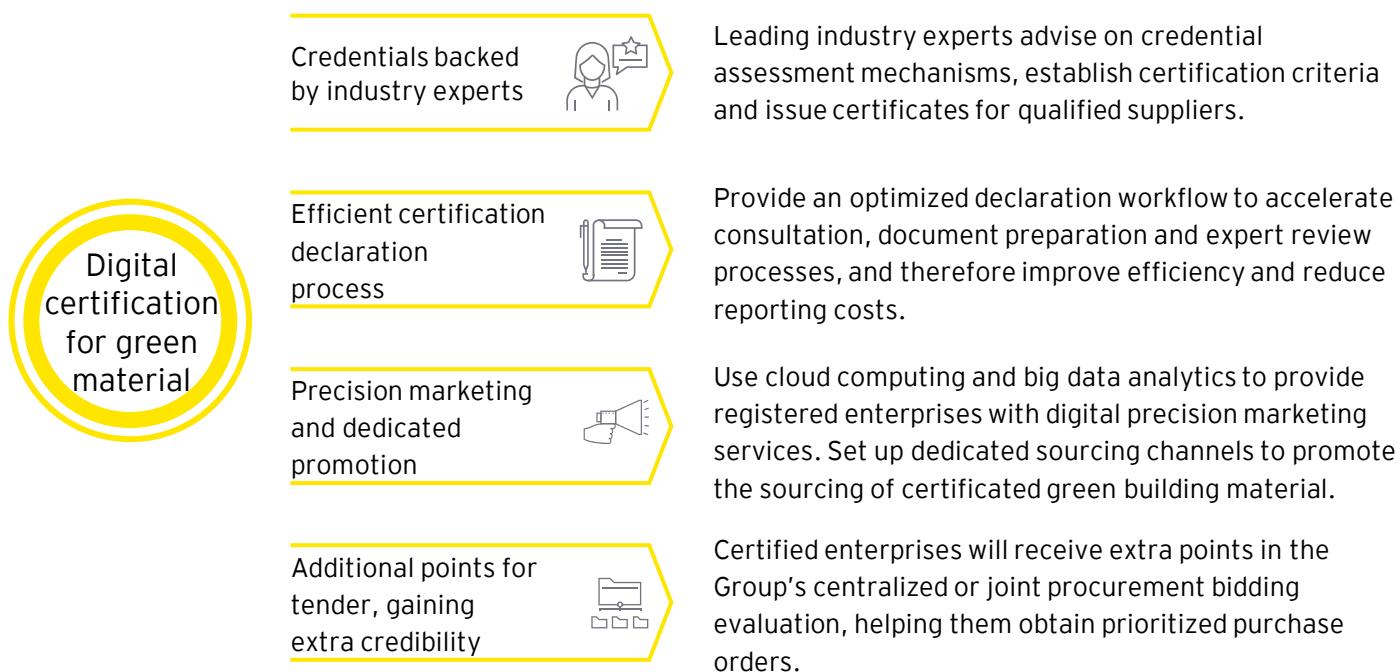 Digital
certification
for green
material
Credentials backed
by industry experts
Leading industry experts advise on credential
assessment mechanisms, establish certification criteria
and issue certificates for qualified suppliers.
Efficient certification
declaration
process
Provide an optimized declaration workflow to accelerate
consultation, document preparation and expert review
processes, and therefore improve efficiency and reduce
reporting costs.
Precision marketing
and dedicated
promotion
Use cloud computing and big data analytics to provide
registered enterprises with digital precision marketing
services. Set up dedicated sourcing channels to promote
the sourcing of certificated green building material.
Additional points for
tender, gaining
extra credibility
Certified enterprises will receive extra points in the
Group's centralized or joint procurement bidding
evaluation, helping them obtain prioritized purchase
orders.